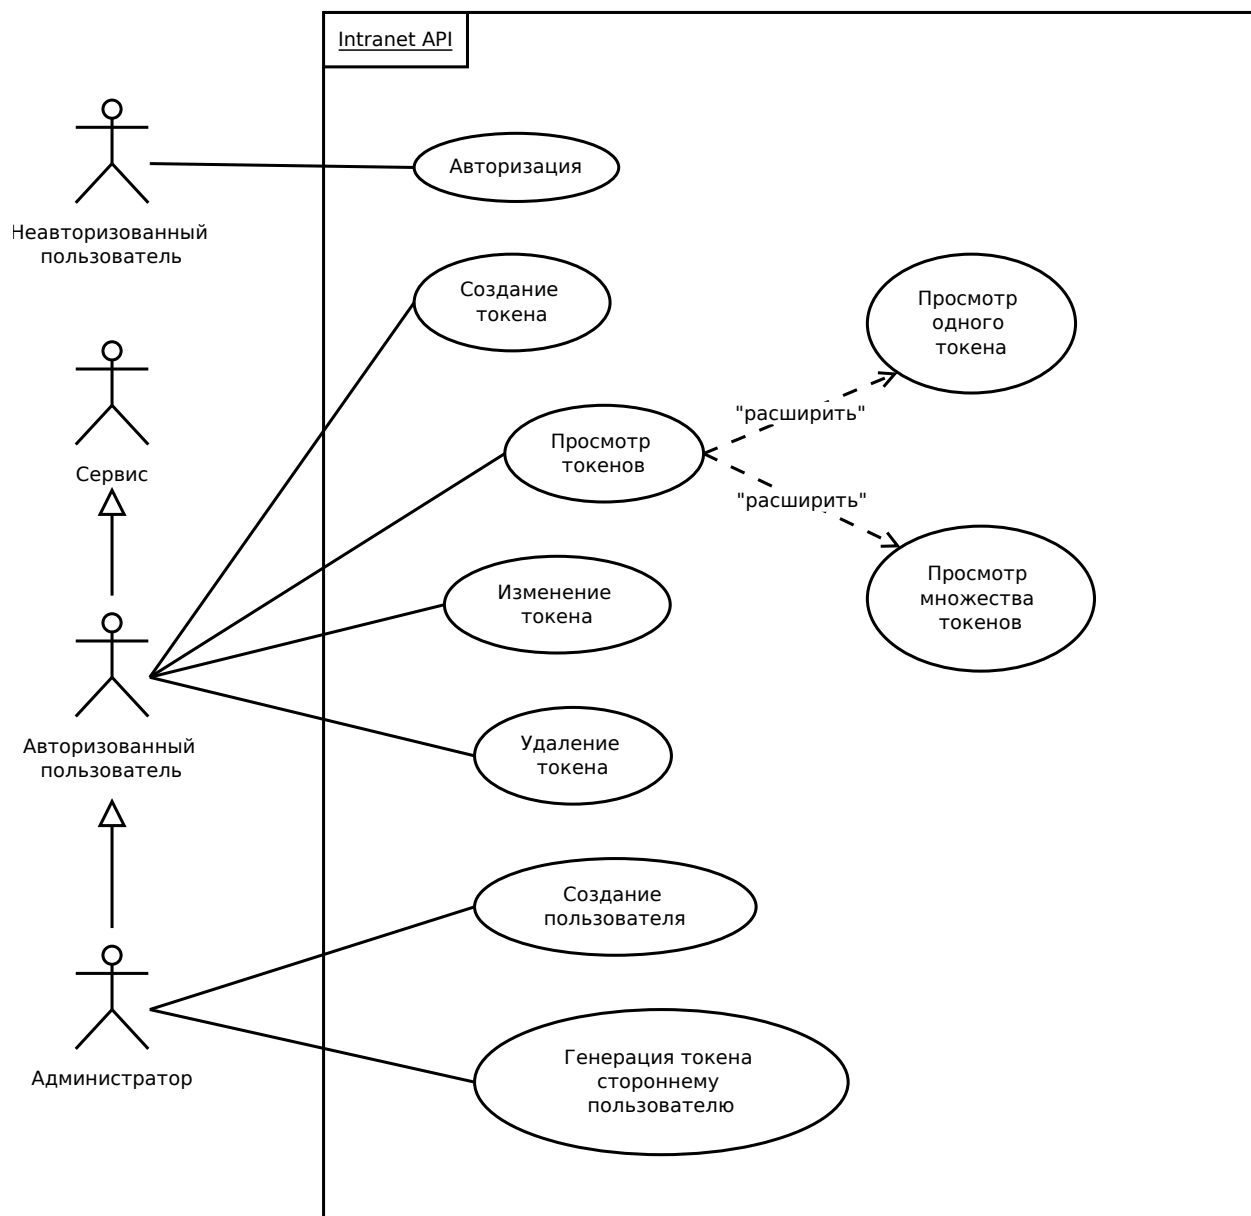 Intranet API
Неавторизованный
пользователь
Авторизация
Создание
токена
Просмотр
одного
токена
Сервис
"расширить"
Просмотр
токенов
"расширить"
Просмотр
множества
токенов
Изменение
токена
Авторизованный
пользователь
Удаление
токена
Создание
пользователя
Администратор
Генерация токена
стороннему
пользователю